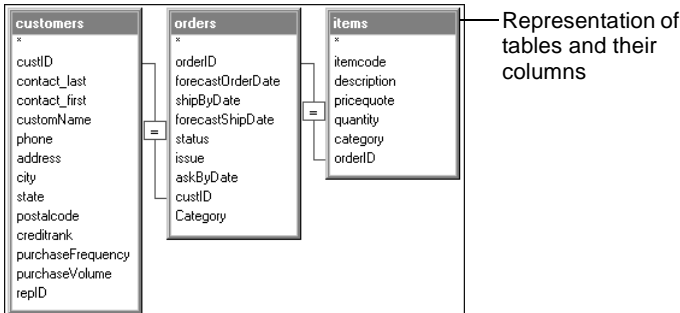 customers
*
custID
contact_last
contact_first
customName
phone
address
city
state
postalcode
creditrank
purchaseFrequency
purchaseVolume
repID
=
orders
*
orderID
forecastOrderDate
shipByDate
forecastShipDate
status
issue
askByDate
custID
Category
=
items
*
itemcode
description
pricequote
quantity
category
orderID
Representation of
tables and their
columns